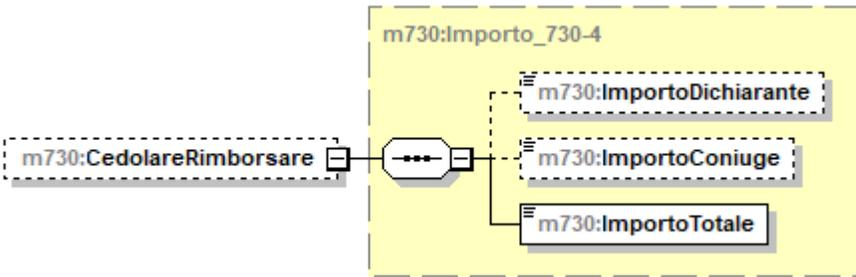 m730:Importo_730-4
m730:ImportoDichiarante
m730:CedolareRimborsare
m730:ImportoConiuge
m730:ImportoTotale